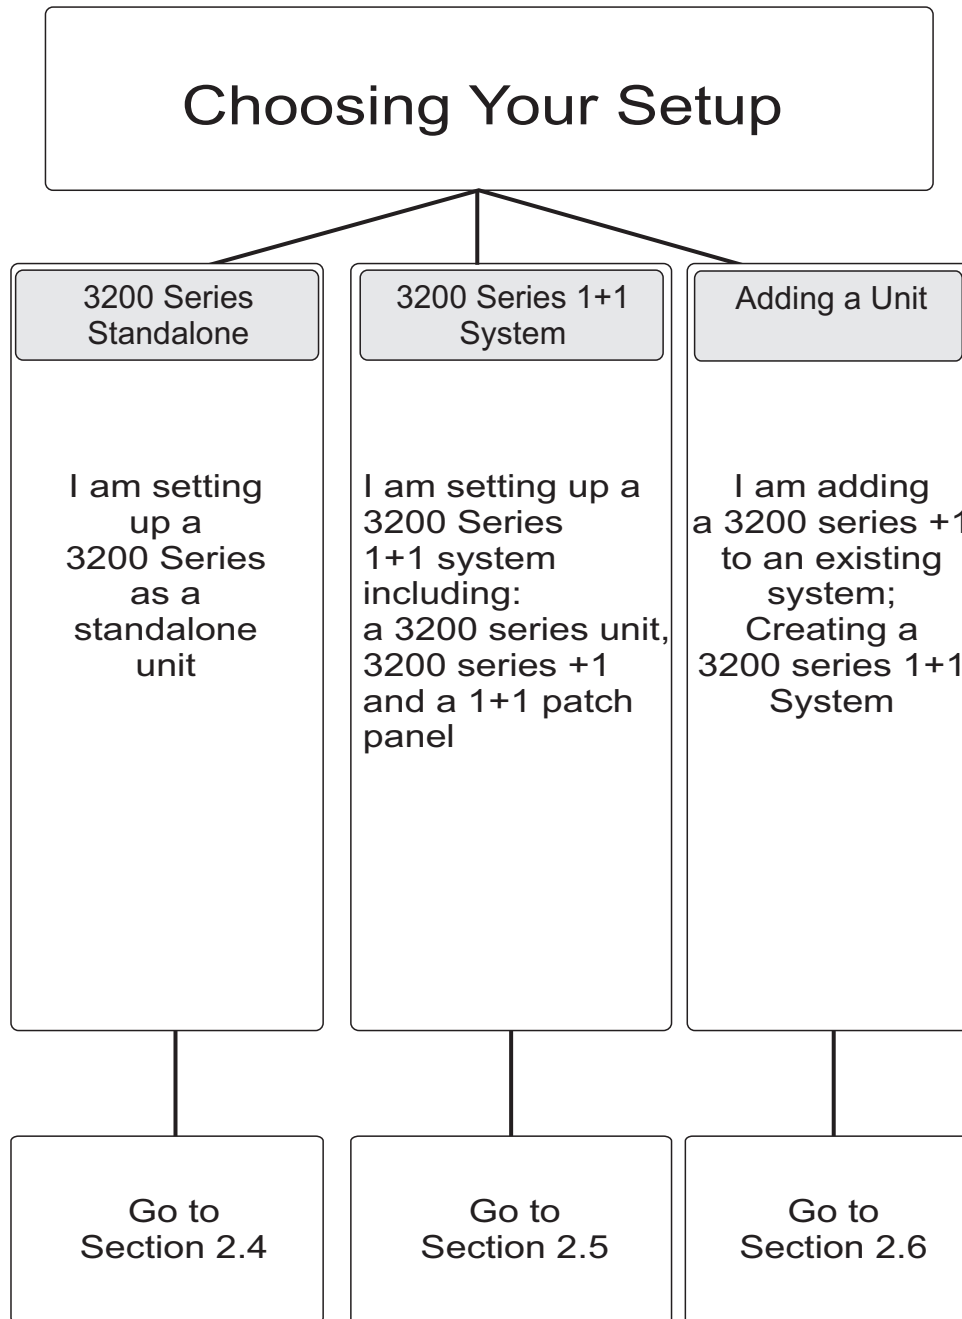 Choosing Your Setup
3200 Series
Standalone
I am setting
up a
3200 Series
as a
standalone
unit
Go to
Section 2.4
3200 Series 1+1
System
I am setting up a
3200 Series
1+1 system
including:
a 3200 series unit,
3200 series +1
and a 1+1 patch
panel
Go to
Section 2.5
Adding a Unit
I am adding
a 3200 series +1
to an existing
system;
Creating a
3200 series 1+1
System
Go to
Section 2.6